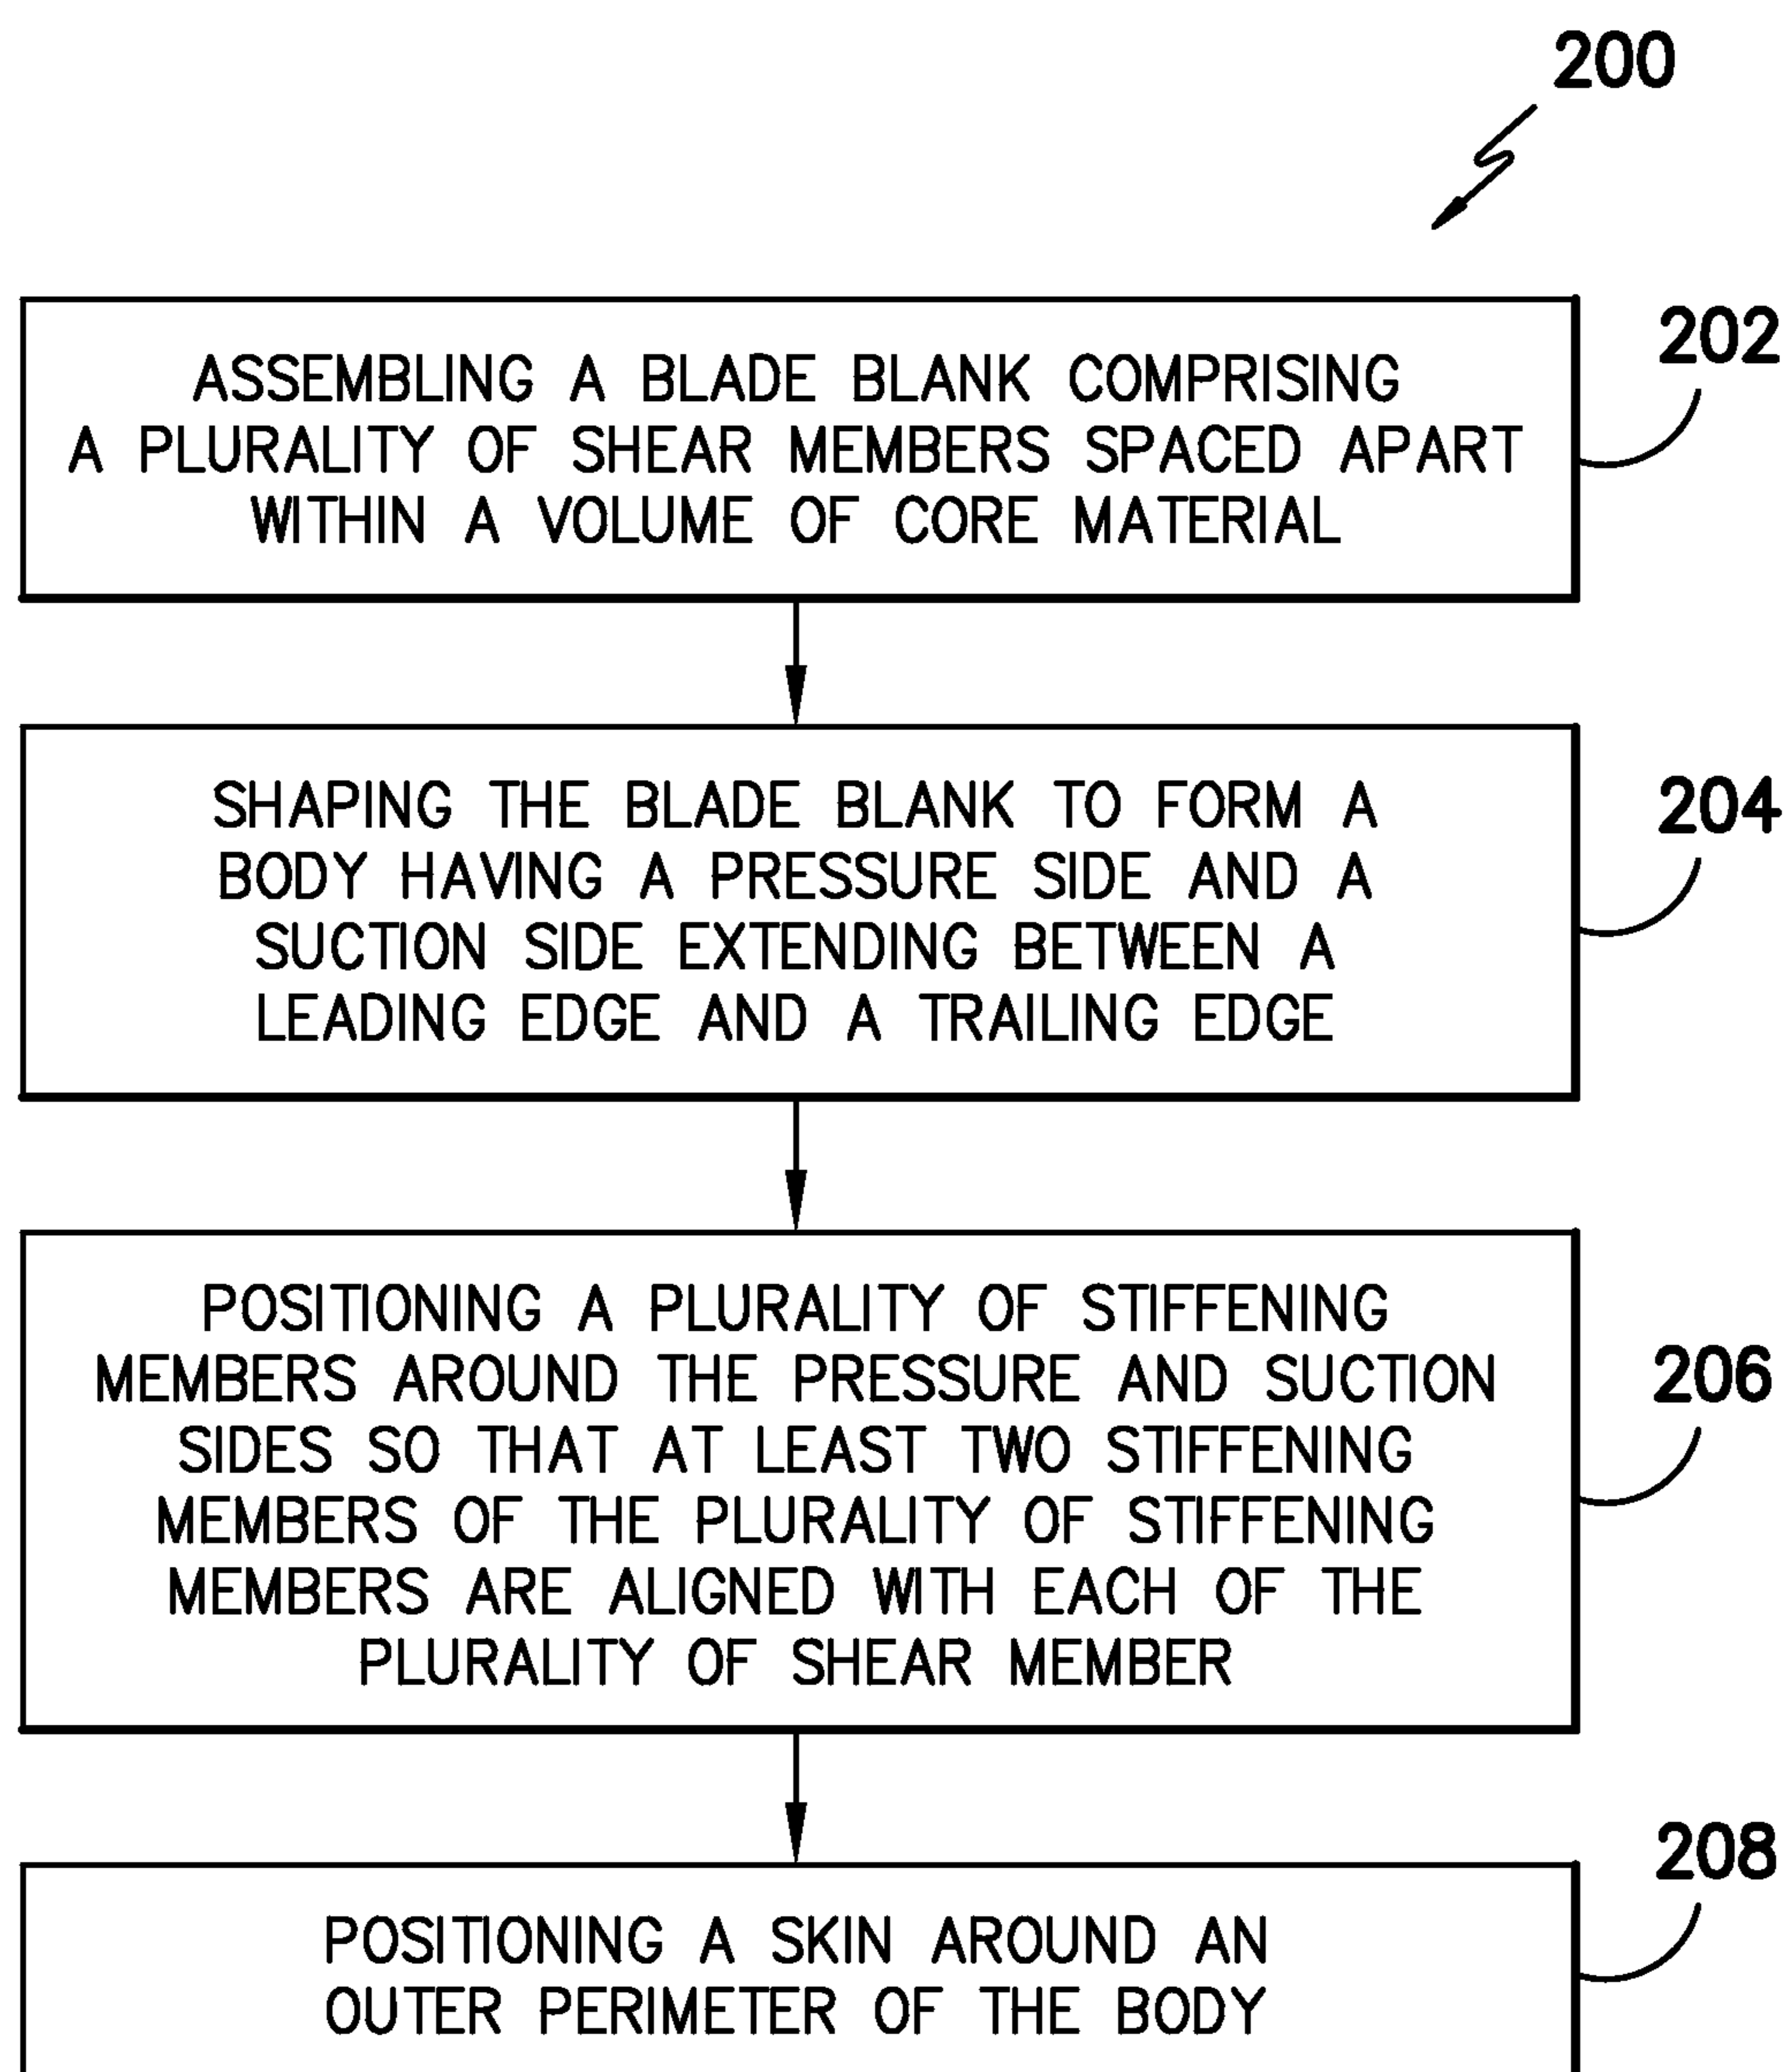 200
202
ASSEMBLING A BLADE BLANK COMPRISING
A PLURALITY OF SHEAR MEMBERS SPACED APART
WITHIN A VOLUME OF CORE MATERIAL
204
SHAPING THE BLADE BLANK TO FORM A
BODY HAVING A PRESSURE SIDE AND A
SUCTION SIDE EXTENDING BETWEEN A
LEADING EDGE AND A TRAILING EDGE
206
POSITIONING A PLURALITY OF STIFFENING
MEMBERS AROUND THE PRESSURE AND SUCTION
SIDES SO THAT AT LEAST TWO STIFFENING
MEMBERS OF THE PLURALITY OF STIFFENING
MEMBERS ARE ALIGNED WITH EACH OF THE
PLURALITY OF SHEAR MEMBER
208
POSITIONING A SKIN AROUND AN
OUTER PERIMETER OF THE BODY